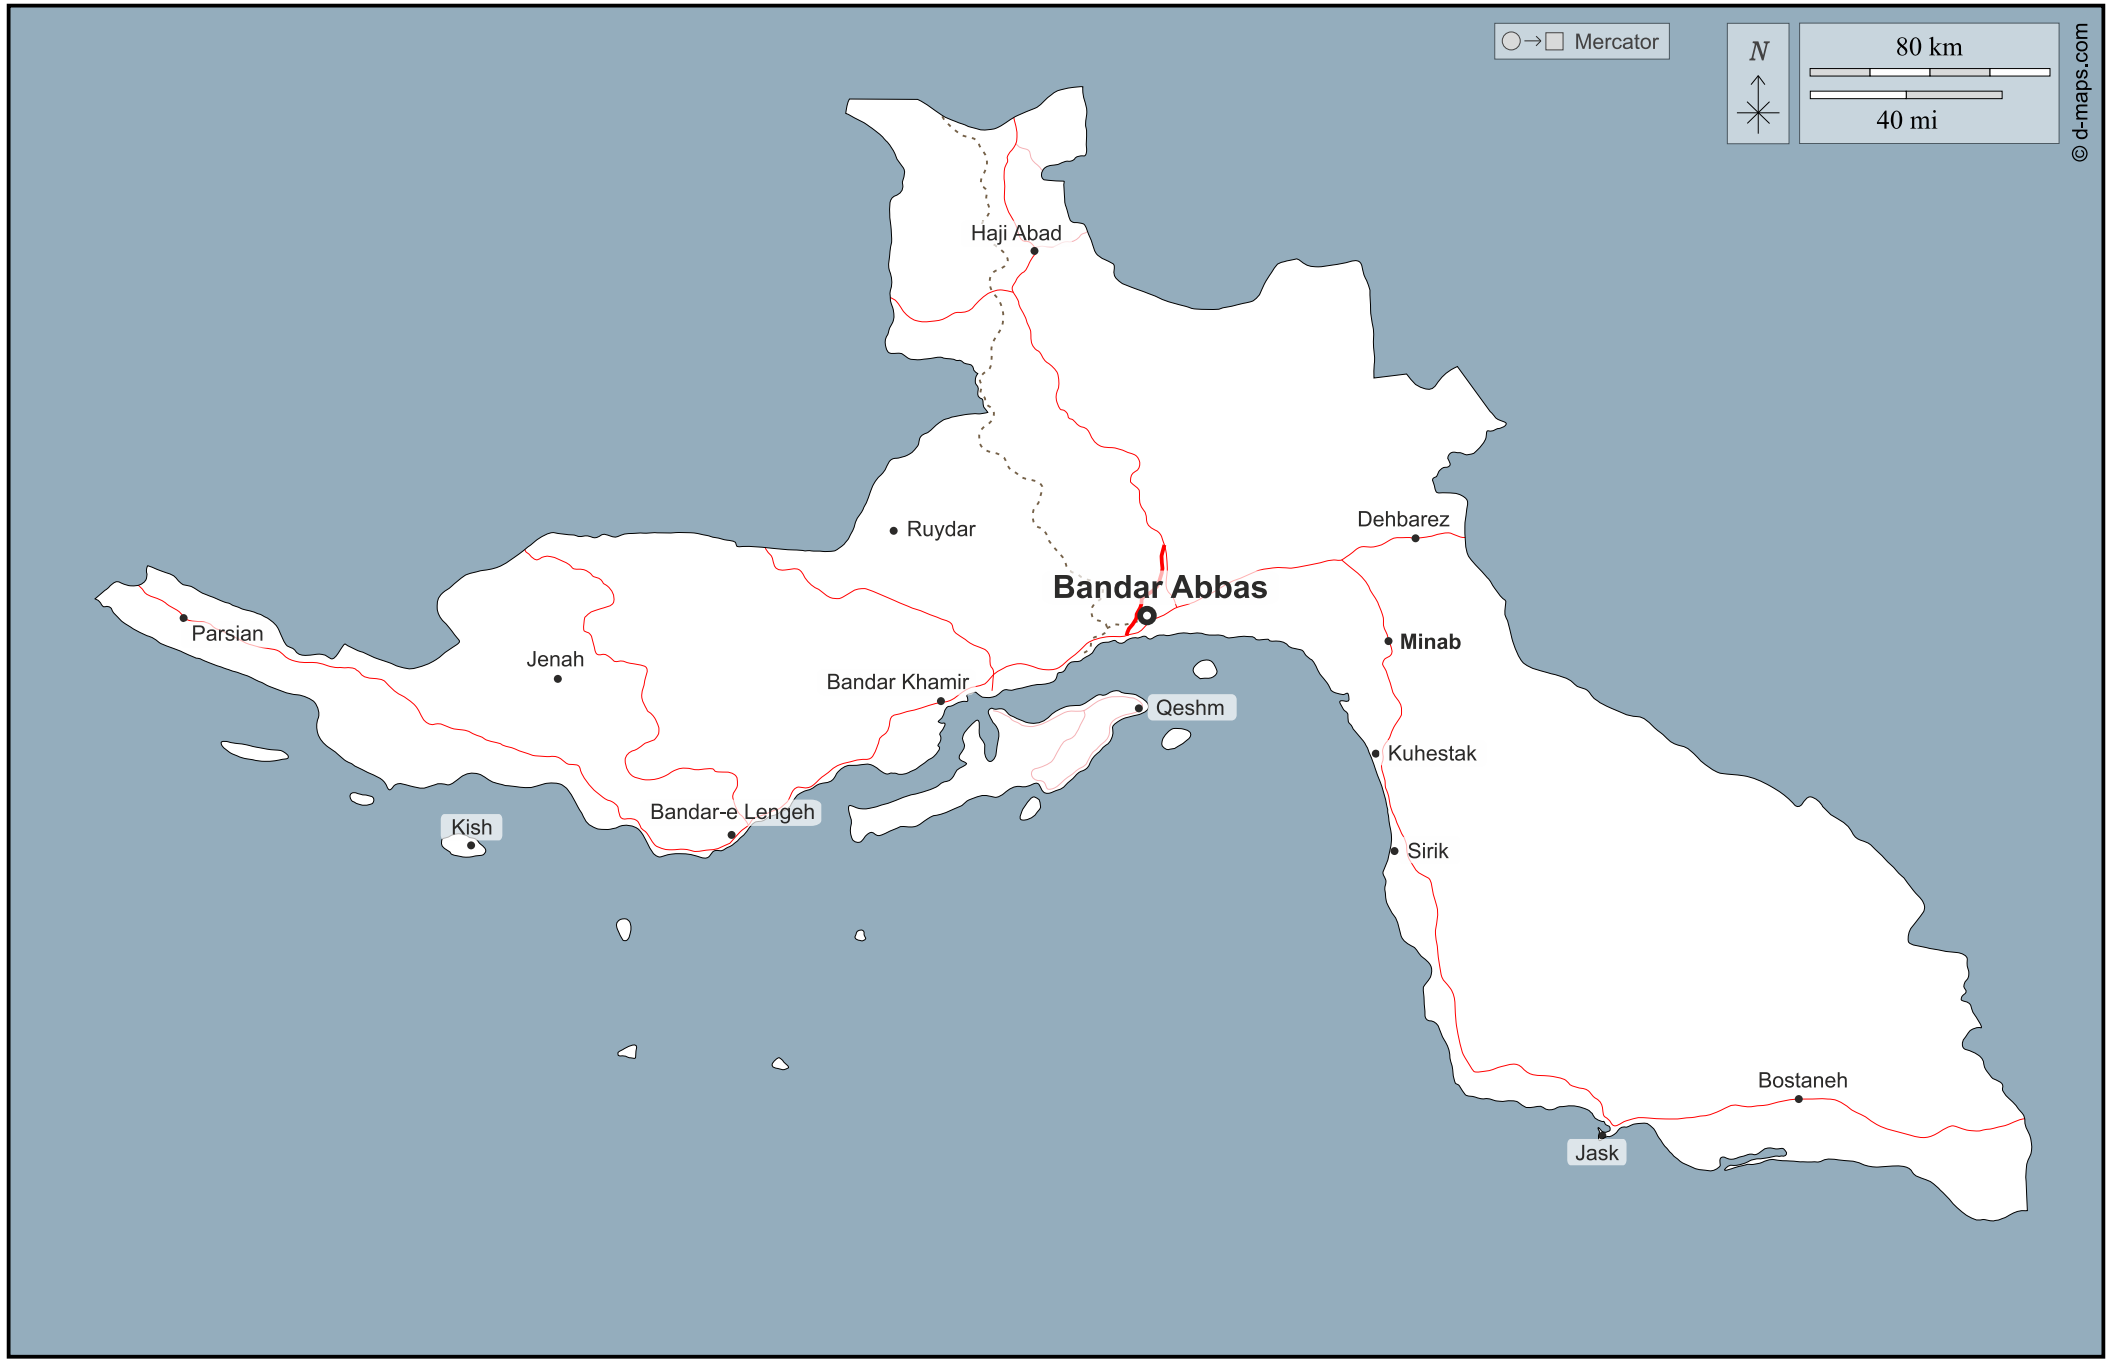 Mercator
N
80 km
40 mi
© d-maps.com
Haji Abad
Ruydar
Dehbarez
Bandar Abbas
Parsian
Minab
Jenah
Bandar Khamir
Qeshm
Kuhestak
Bandar-e Lengeh
Kish
Sirik
Bostaneh
Jask